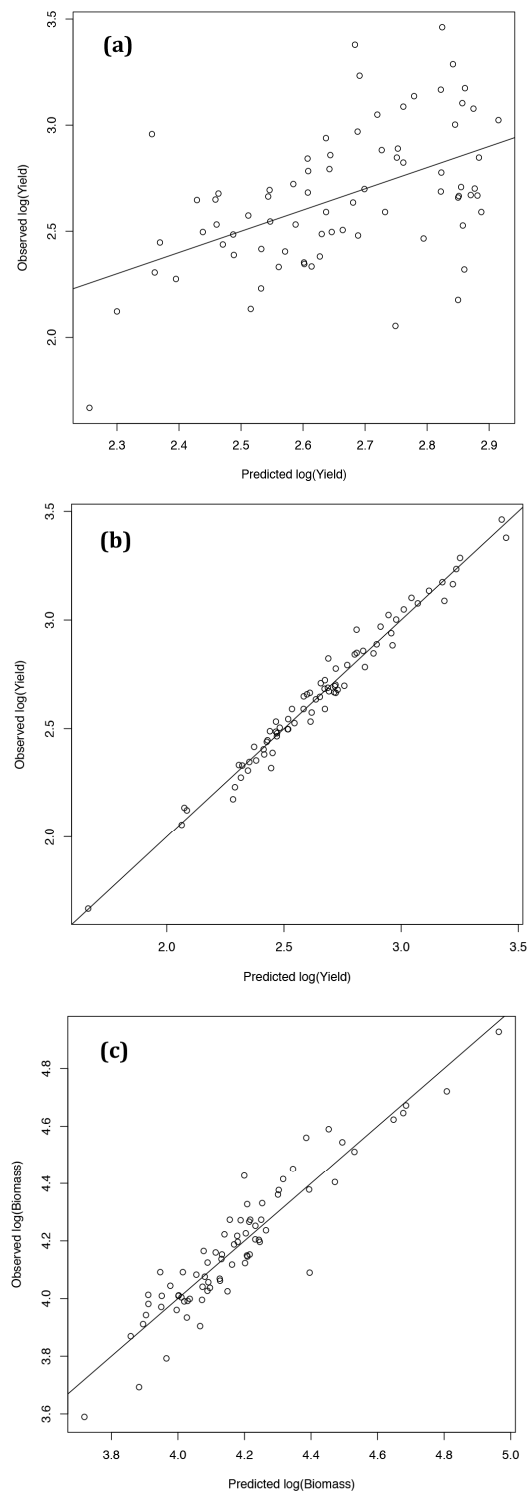 (a)
Observed log(Yield)
3.5
3.0
2.5
2.0
2.3 2.4 2.5 2.6 2.7 2.8 2.9
Predicted log(Yield)
(b)
Observed log(Yield)
3.5
3.0
2.5
2.0
2.0 2.5 3.0 3.5
Predicted log(Yield)
(c)
Observed log(Biomass)
4.8
4.6
4.4
4.2
4.0
3.8
3.6
3.8 4.0 4.2 4.4 4.6 4.8 5.0
Predicted log(Biomass)